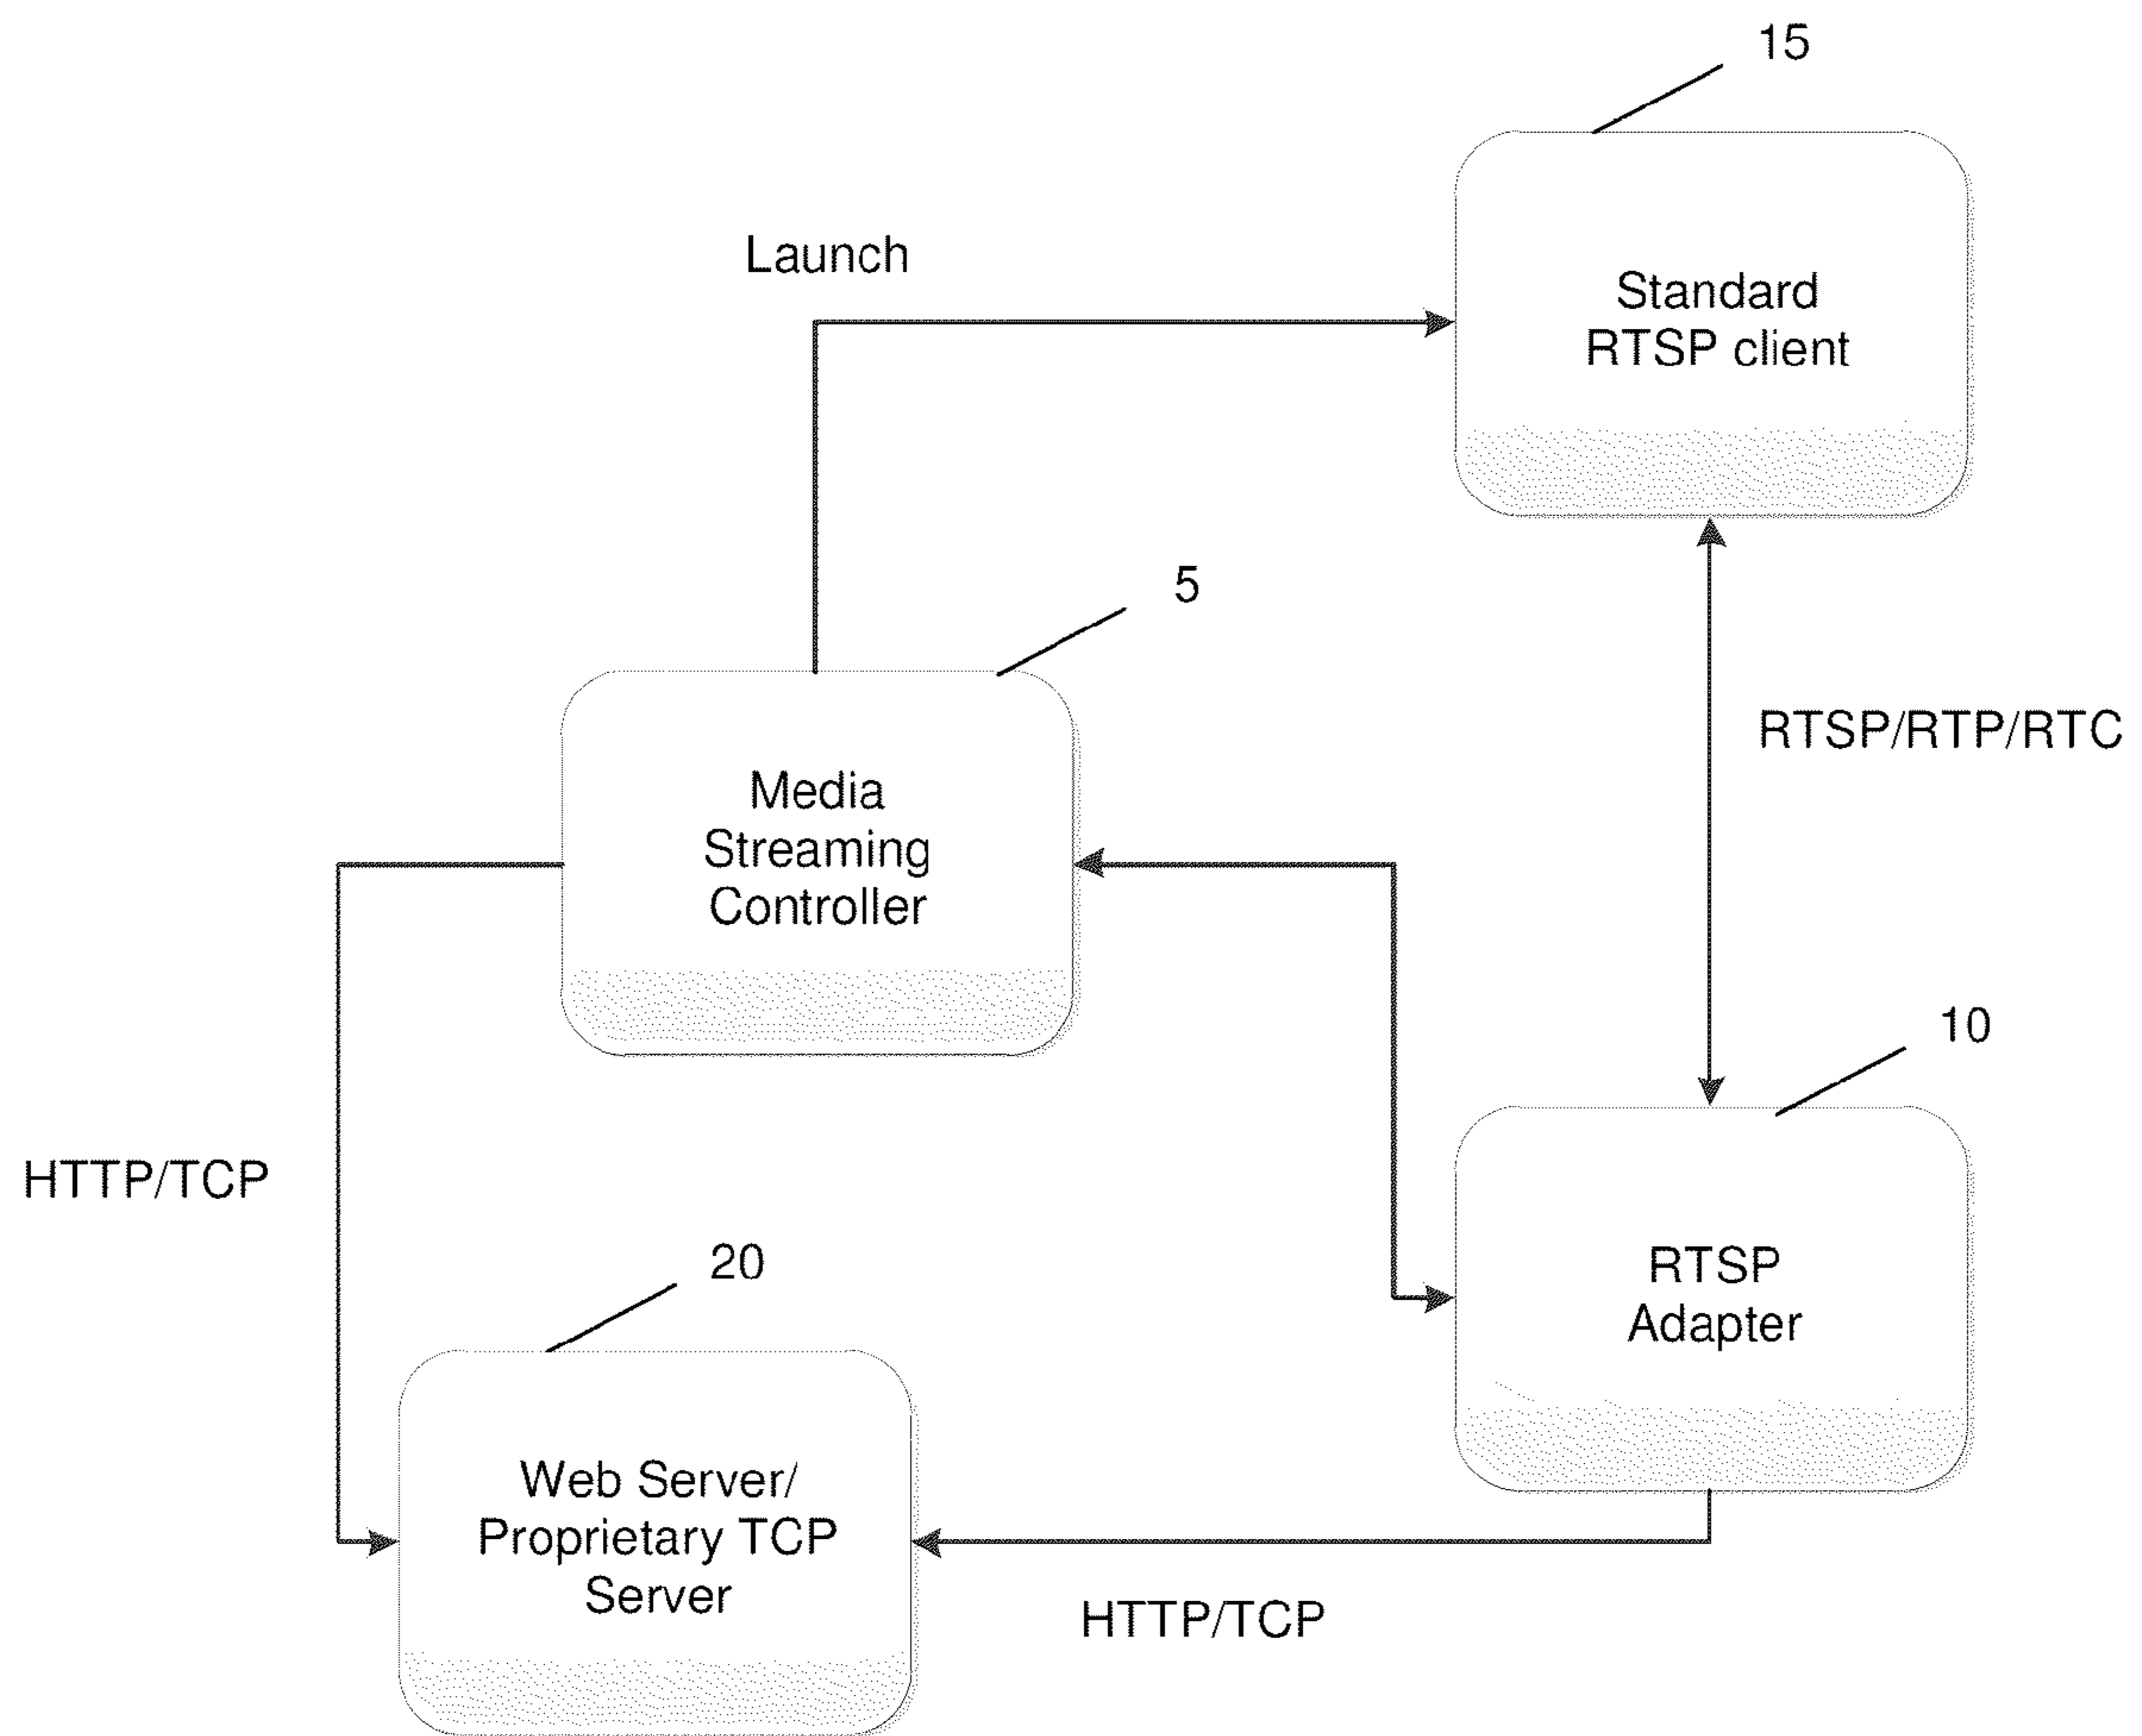 15
Launch
Standard
RTSP client
5
RTSP/RTP/RTC
Media
Streaming
Controller
10
HTTP/TCP
20
RTSP
Adapter
Web Server/
Proprietary TCP
Server
HTTP/TCP